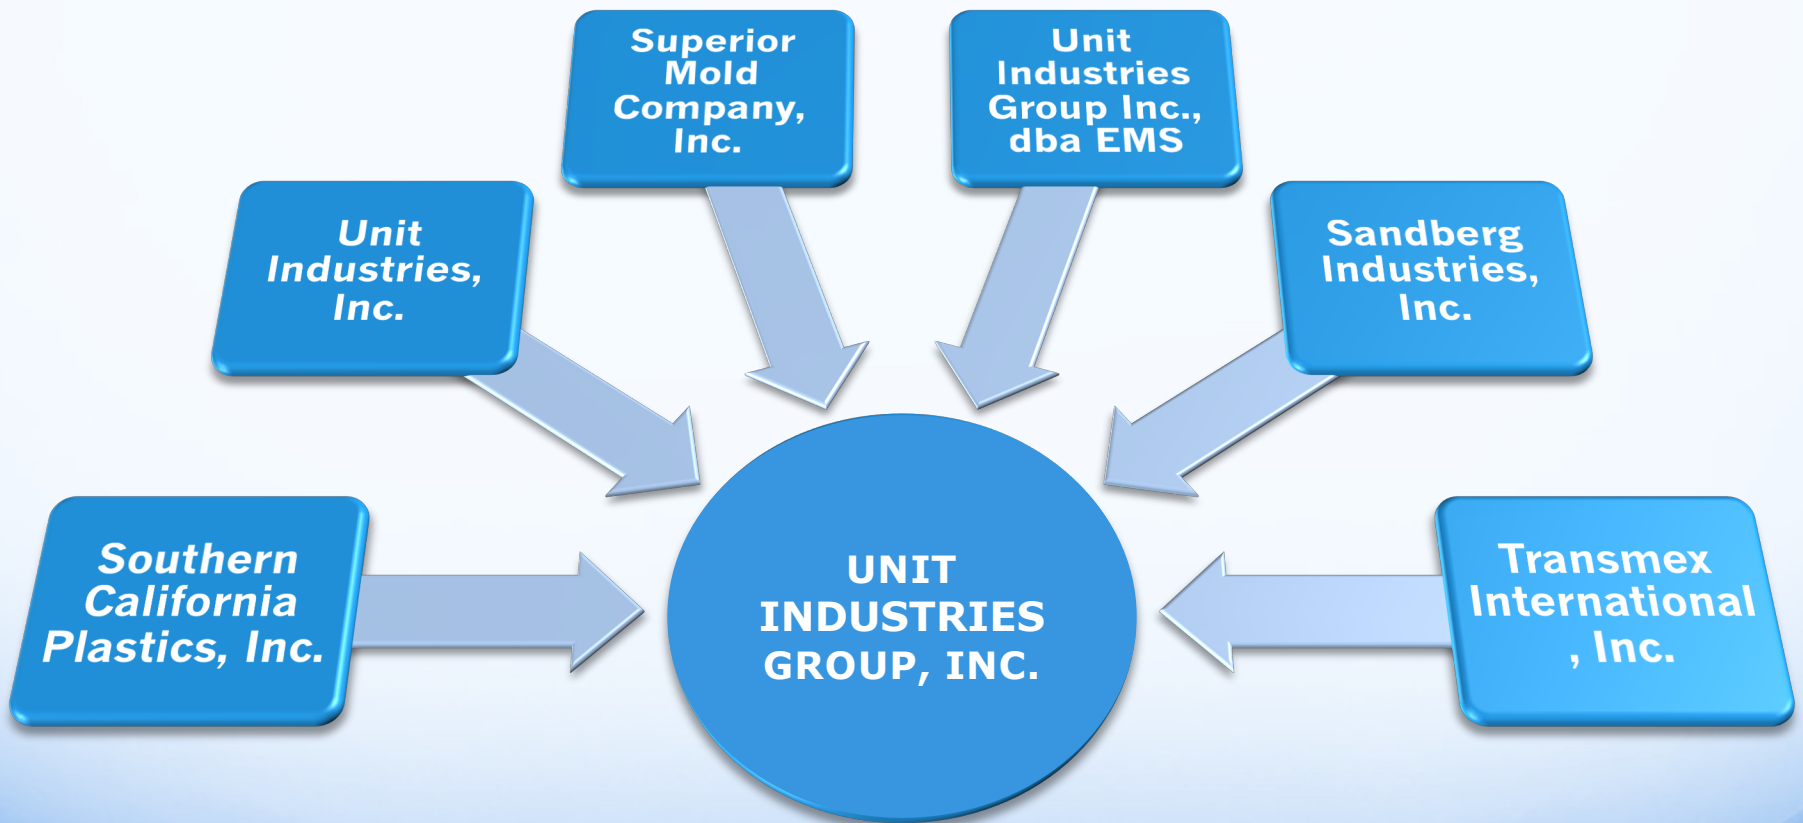 Superior
Mold
Company,
Inc.
Unit
Industries
Group Inc.,
dba EMS
Unit
Industries,
Inc.
Sandberg
Industries,
Inc.
Southern
California
Plastics, Inc.
UNIT
INDUSTRIES
GROUP, INC.
Transmex
International
, Inc.